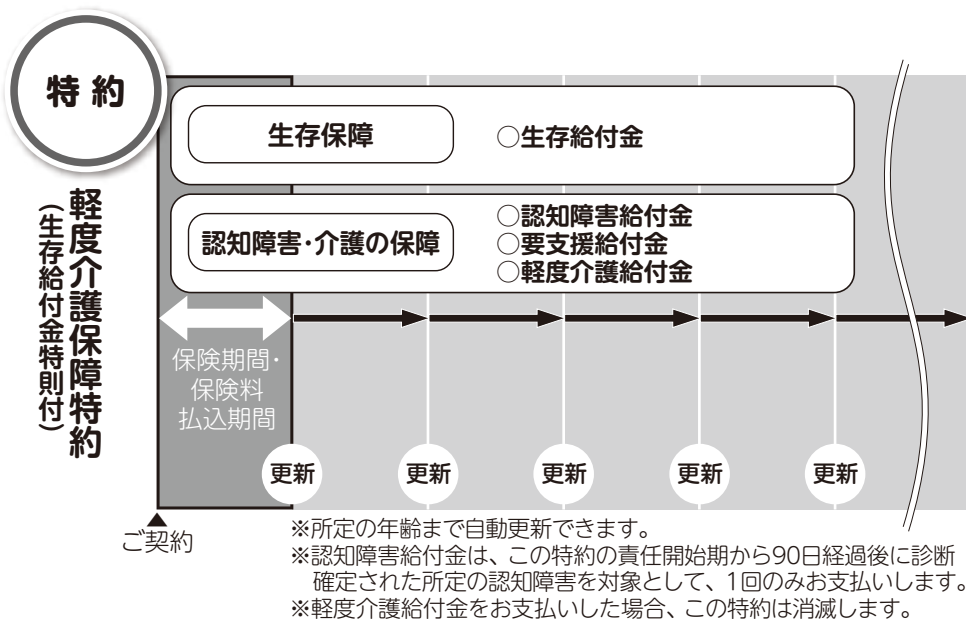 特約
軽度介護保障特約
(生存給付金特則付)
生存保障
○生存給付金
認知障害・介護の保障
○認知障害給付金
○要支援給付金
○軽度介護給付金
保険期間・
保険料
払込期間
更新
更新
更新
更新
更新
ご契約
※所定の年齢まで自動更新できます。
※認知障害給付金は、この特約の責任開始期から90日経過後に診断
確定された所定の認知障害を対象として、1回のみお支払いします。
※軽度介護給付金をお支払いした場合、この特約は消滅します。